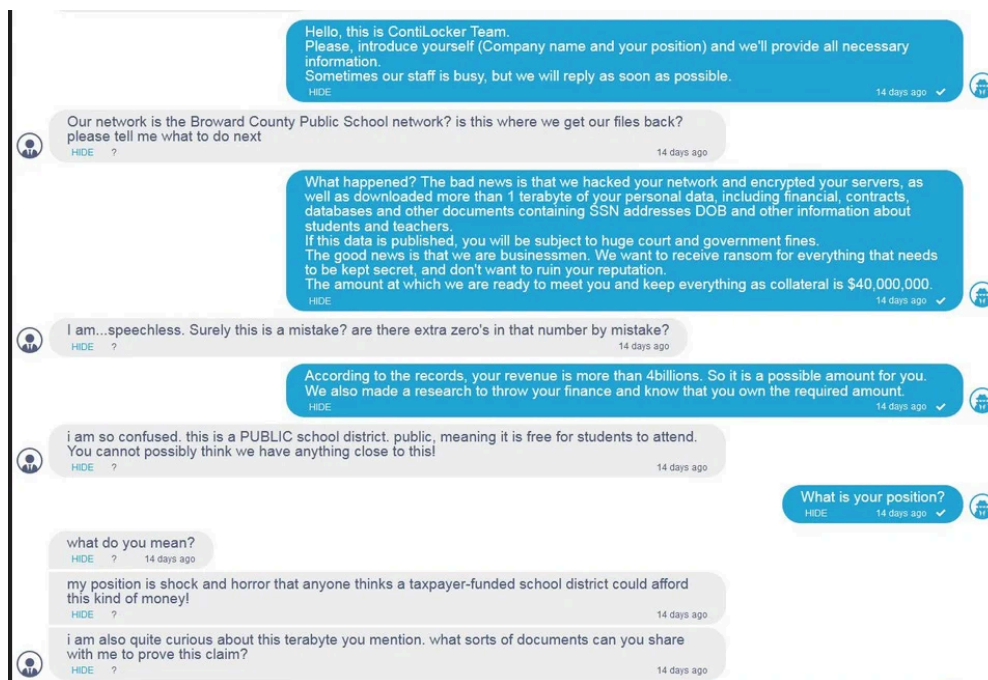 Hello, this is ContiLocker Team.
Please, introduce yourself (Company name and your position) and we'll provide all necessary
information.
Sometimes our staff is busy, but we will reply as soon as possible.
HIDE 14 days ago
Our network is the Broward County Public School network? is this where we get our files back?
please tell me what to do next
HIDE ? 14 days ago
What happened? The bad news is that we hacked your network and encrypted your servers, as
well as downloaded more than 1 terabyte of your personal data, including financial, contracts,
databases and other documents containing SSN addresses DOB and other information about
students and teachers.
If this data is published, you will be subject to huge court and government fines.
The good news is that we are businessmen. We want to receive ransom for everything that needs
to be kept secret, and don't want to ruin your reputation.
The amount at which we are ready to meet you and keep everything as collateral is $40,000,000.
HIDE 14 days ago
I am...speechless. Surely this is a mistake? are there extra zero's in that number by mistake?
HIDE ? 14 days ago
According to the records, your revenue is more than 4billions. So it is a possible amount for you.
We also made a research to throw your finance and know that you own the required amount.
HIDE 14 days ago
i am so confused. this is a PUBLIC school district. public, meaning it is free for students to attend.
You cannot possibly think we have anything close to this!
HIDE ? 14 days ago
What is your position?
HIDE 14 days ago
what do you mean?
HIDE ? 14 days ago
my position is shock and horror that anyone thinks a taxpayer-funded school district could afford
this kind of money!
HIDE ? 14 days ago
i am also quite curious about this terabyte you mention. what sorts of documents can you share
with me to prove this claim?
HIDE ? 14 days ago